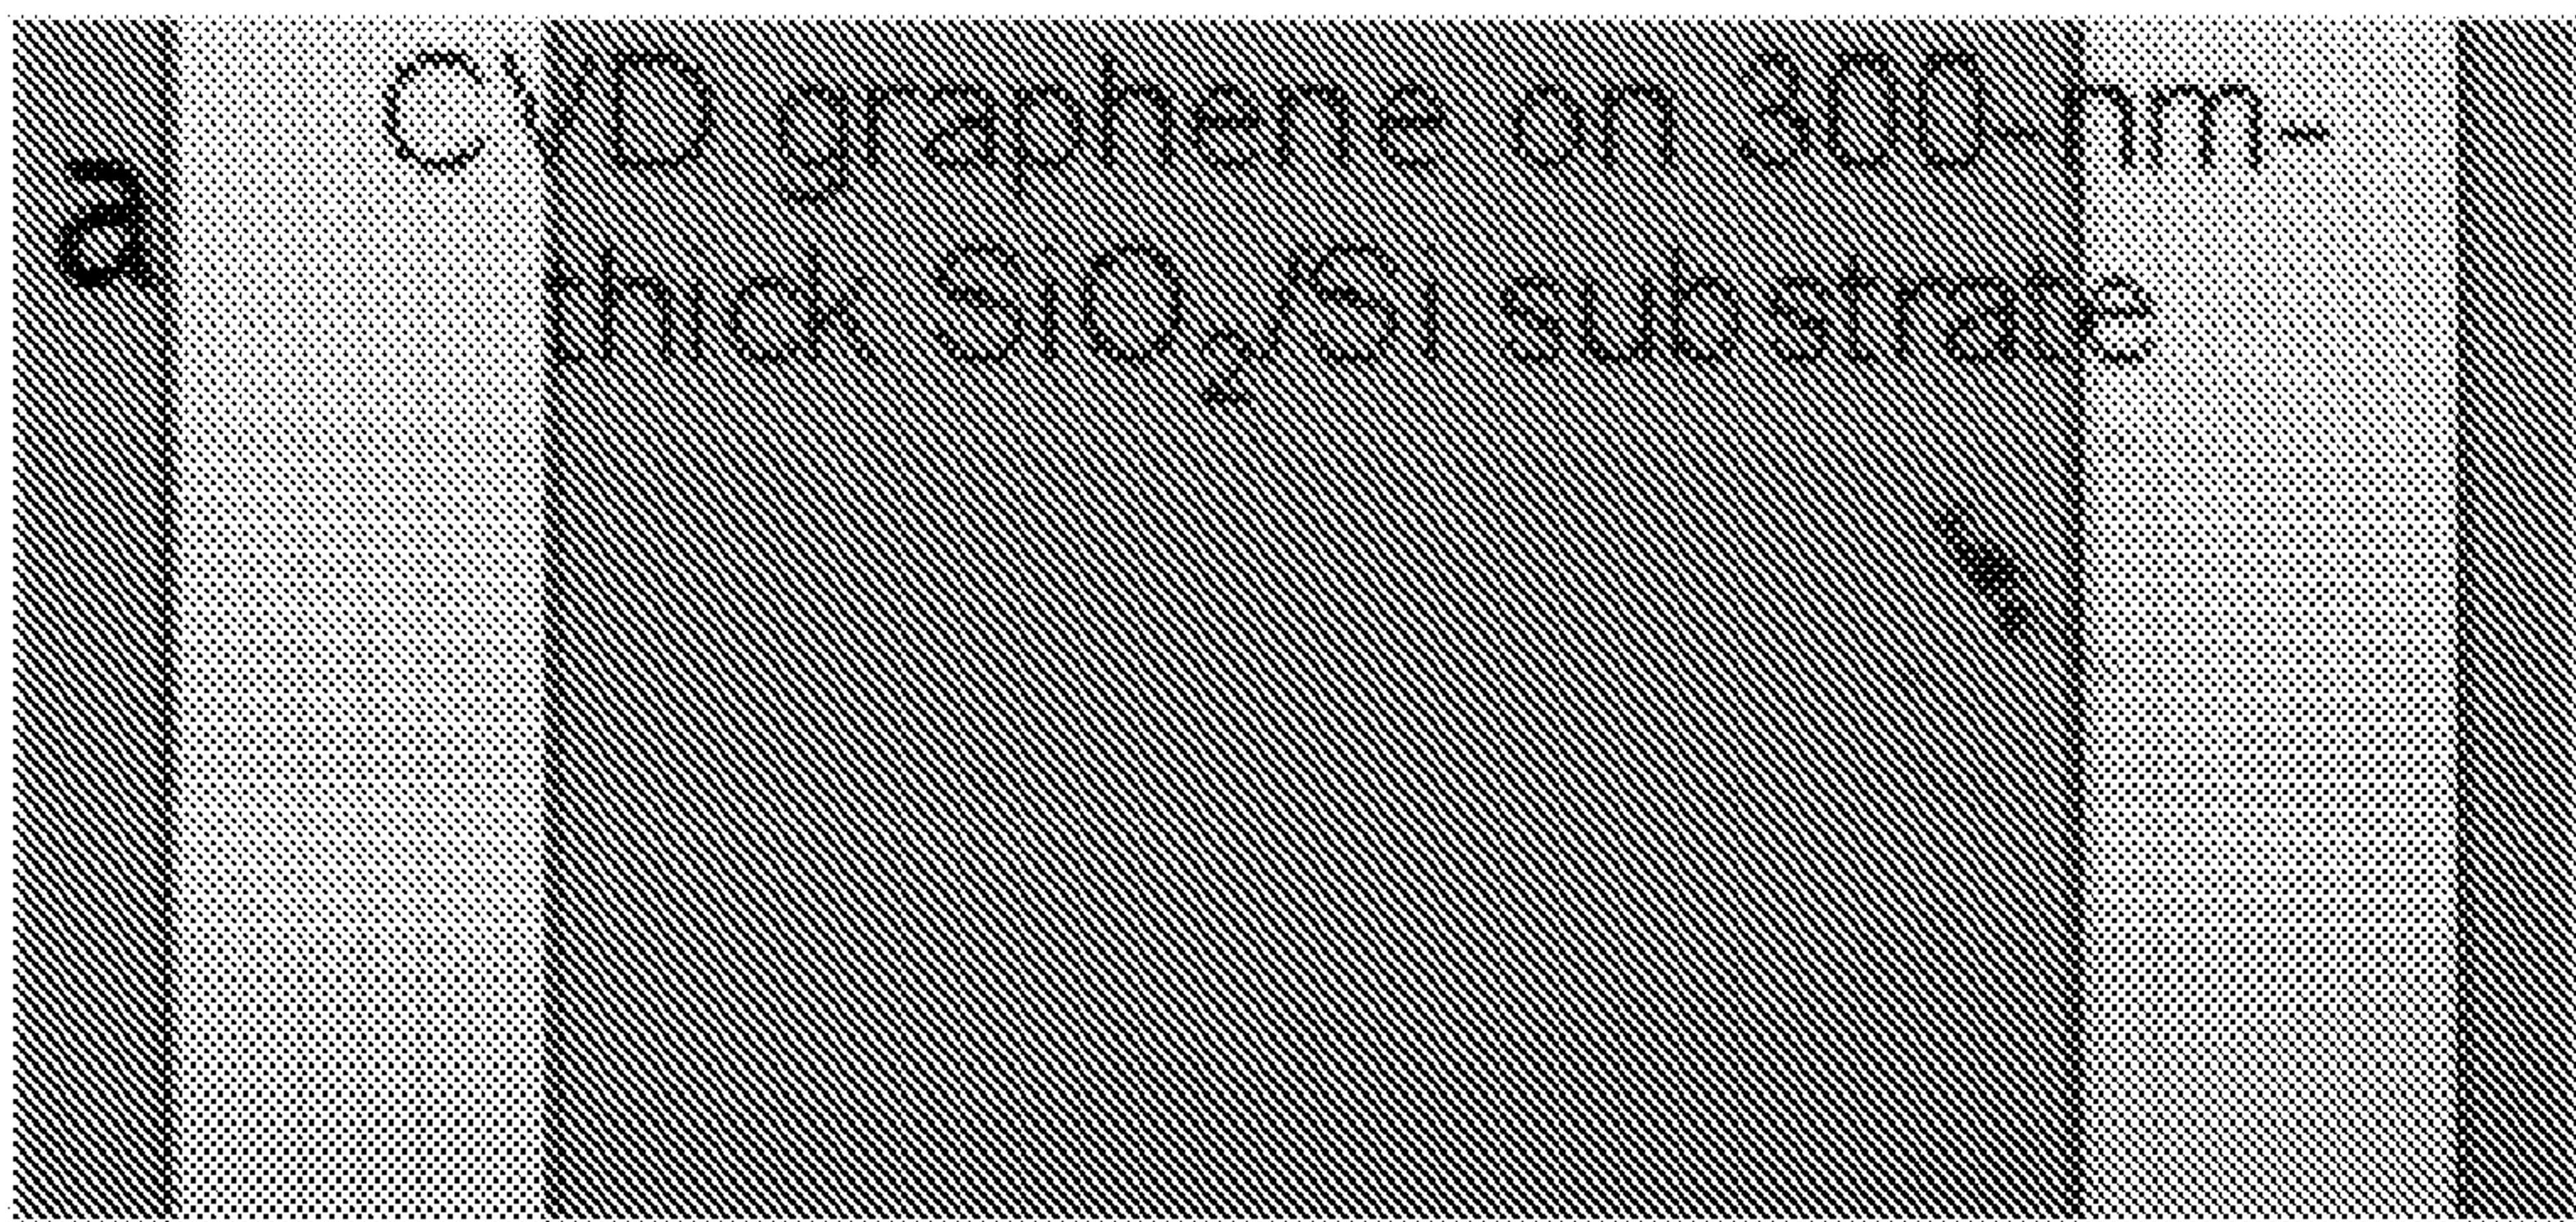 a
CVD graphene on 300-nm-
thick SiO₂/Si substrate